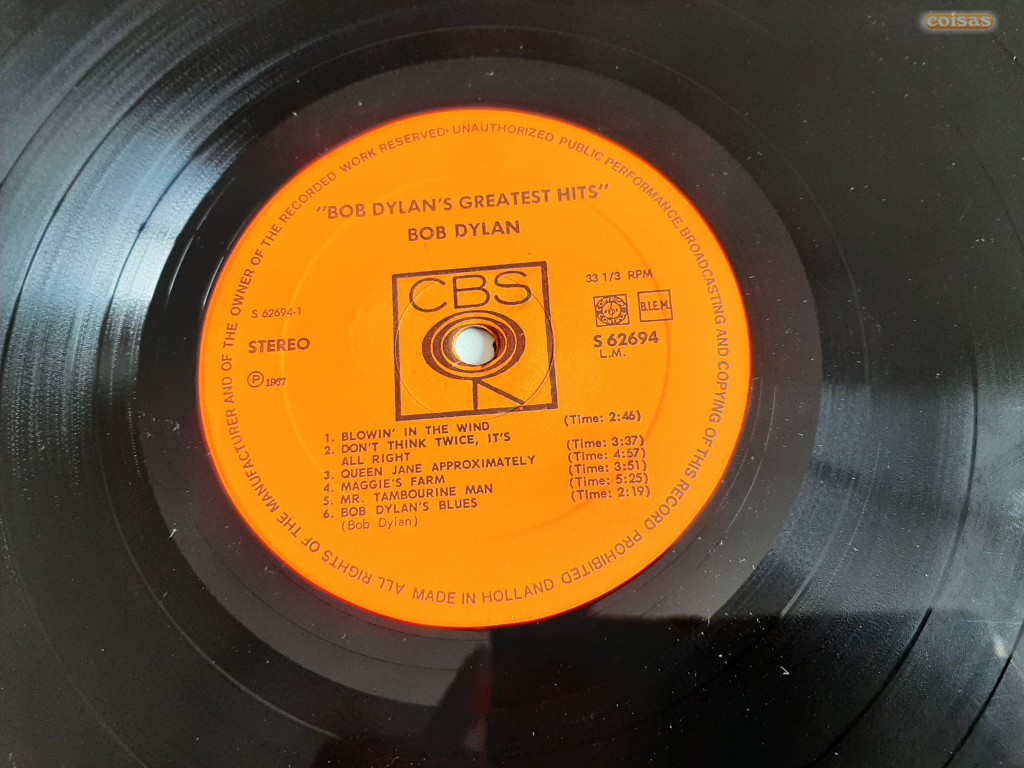 coisas
ALL RIGHTS OF THE MANUFACTURER AND OF THE OWNER OF THE RECORDED WORK RESERVED• UNAUTHORIZED PUBLIC PERFORMANCE, BROADCASTING AND COPYING OF THIS RECORD PROHIBITED
"BOB DYLAN'S GREATEST HITS"
BOB DYLAN
CBS
33 1/3 RPM
S 62694-1
COPYRIGHT CONTROL
B.I.E.M.
STEREO
S 62694
L.M.
Ⓟ 1967
1. BLOWIN' IN THE WIND (Time: 2:46)
2. DON'T THINK TWICE, IT'S
ALL RIGHT (Time: 3:37)
3. QUEEN JANE APPROXIMATELY (Time: 4:57)
4. MAGGIE'S FARM (Time: 3:51)
5. MR. TAMBOURINE MAN (Time: 5:25)
6. BOB DYLAN'S BLUES (Time: 2:19)
(Bob Dylan)
MADE IN HOLLAND